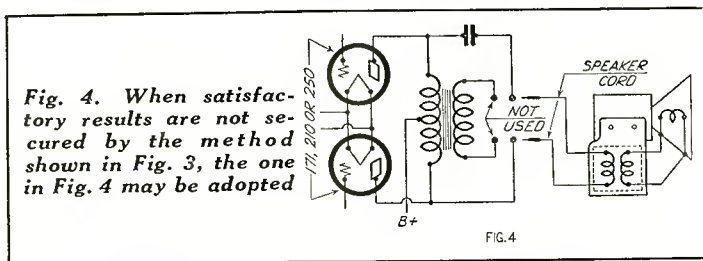 Fig. 4. When satisfac-
tory results are not se-
cured by the method
shown in Fig. 3, the one
in Fig. 4 may be adopted
171, 210 OR 250
B+
NOT
USED
SPEAKER
CORD
FIG.4